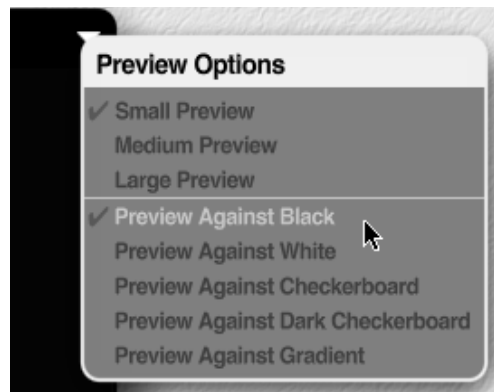 Preview Options
✔ Small Preview
Medium Preview
Large Preview
✔ Preview Against Black
Preview Against White
Preview Against Checkerboard
Preview Against Dark Checkerboard
Preview Against Gradient